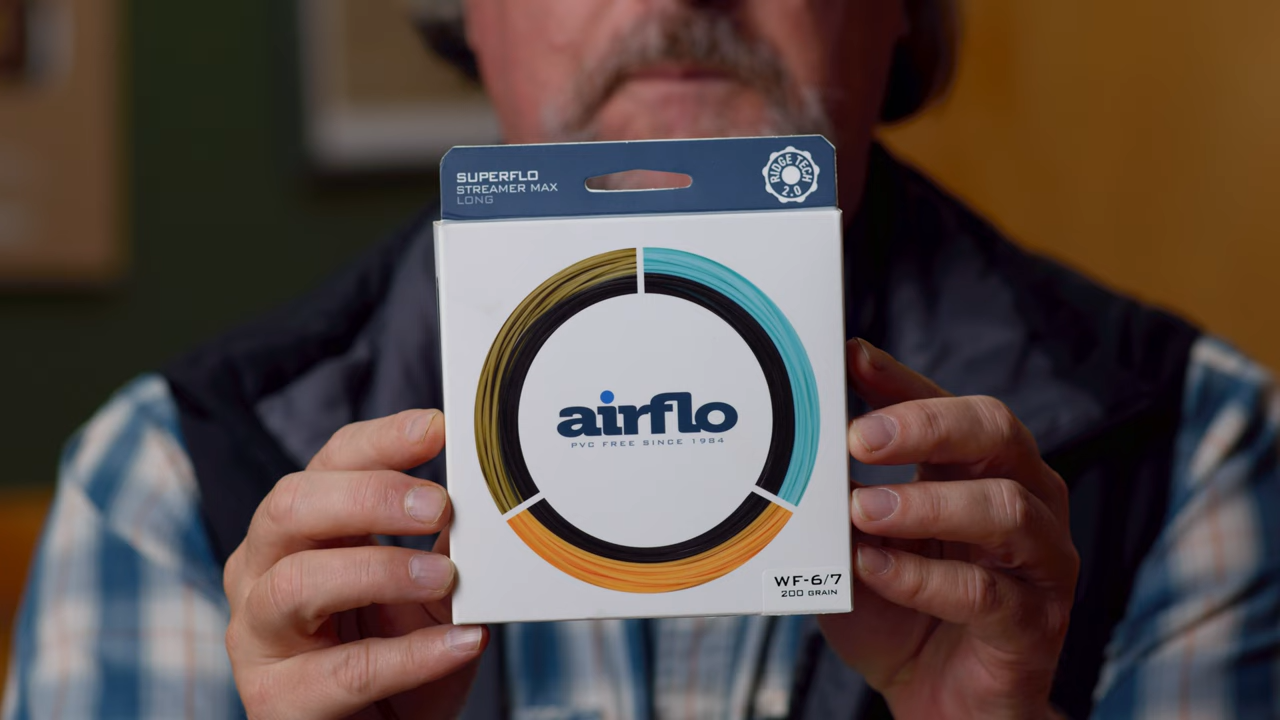 SUPERFLO
STREAMER MAX
LONG
RIDGE TECH
2.0
airflo
PVC FREE SINCE 1984
WF-6/7
200 GRAIN